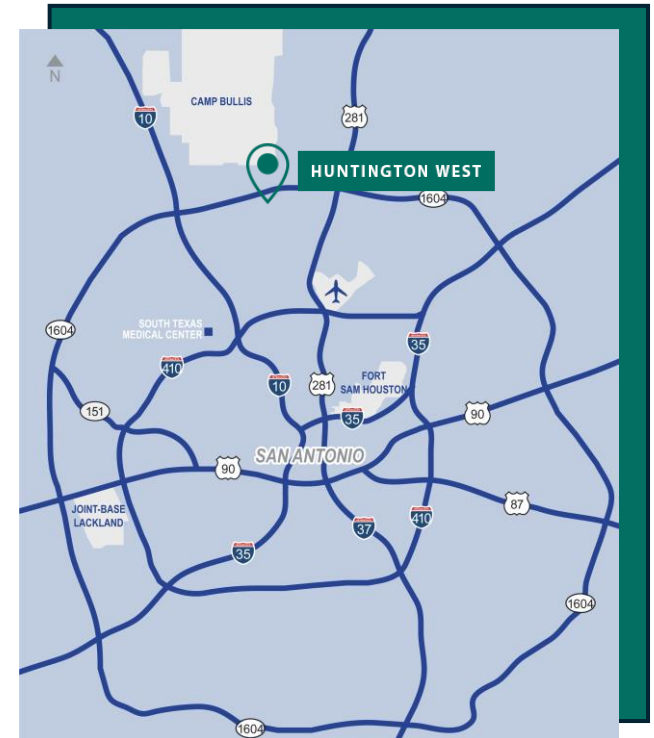 N
CAMP BULLIS
10
281
HUNTINGTON WEST
1604
1604
SOUTH TEXAS
MEDICAL CENTER
35
410
10
281
FORT
SAM HOUSTON
151
35
90
SAN ANTONIO
90
87
JOINT-BASE
LACKLAND
410
37
35
1604
1604